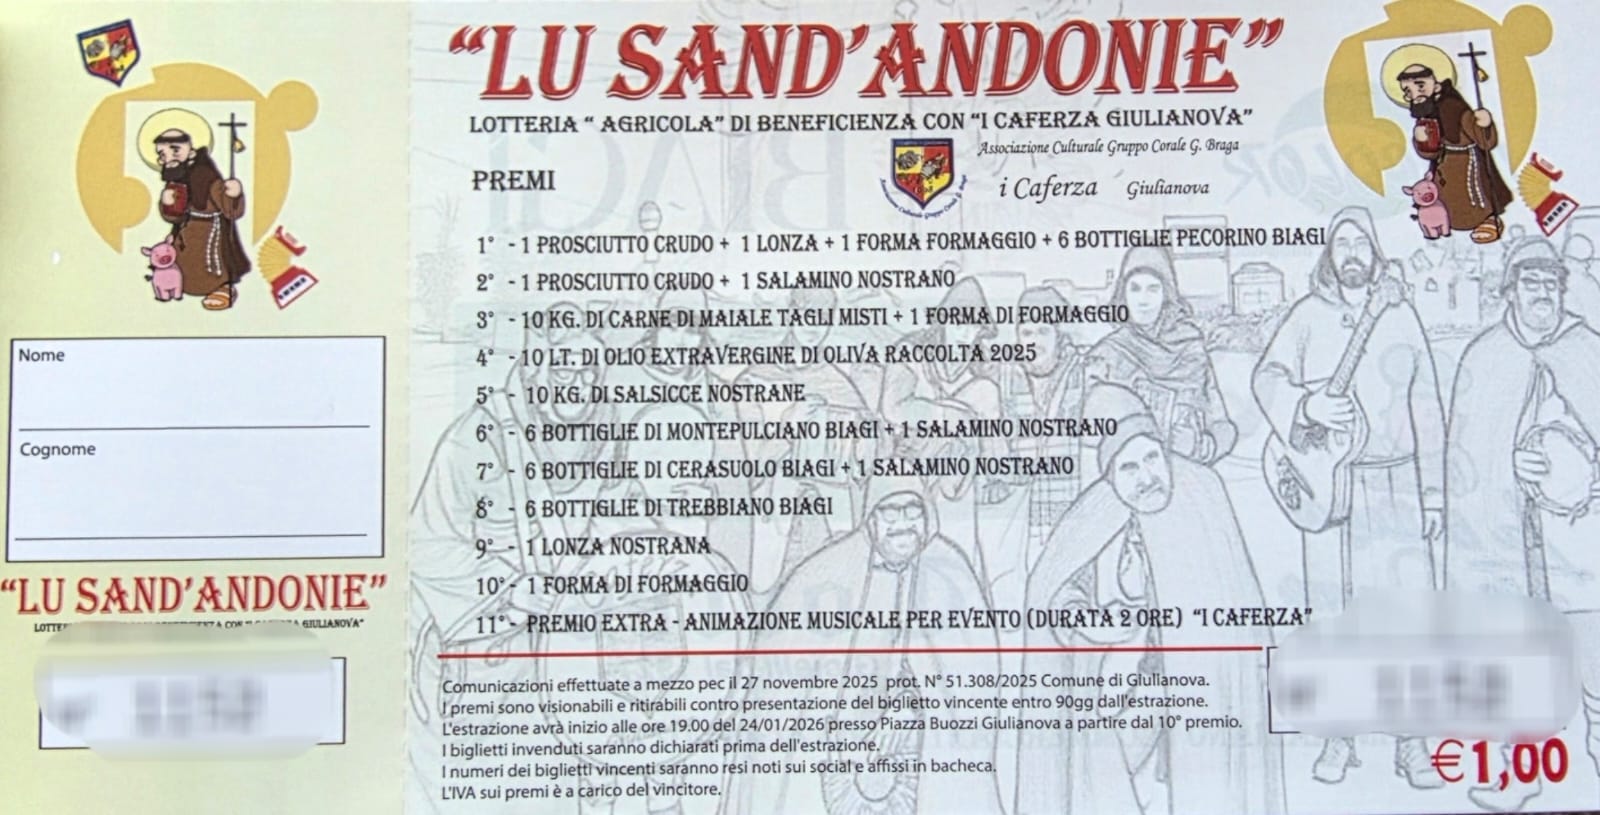 Nome
Cognome
"LU SAND'ANDONIE"
GIULIANOVA"
"LU SAND'ANDONIE"
LOTTERIA " AGRICOLA" DI BENEFICIENZA CON "I CAFERZA GIULIANOVA"
Associazione Culturale Gruppo Corale G. Braga
i Caferza Giulianova
PREMI
1° - 1 PROSCIUTTO CRUDO + 1 LONZA + 1 FORMA FORMAGGIO + 6 BOTTIGLIE PECORINO BIAGI
2° - 1 PROSCIUTTO CRUDO + 1 SALAMINO NOSTRANO
3° - 10 KG. DI CARNE DI MAIALE TAGLI MISTI + 1 FORMA DI FORMAGGIO
4° - 10 LT. DI OLIO EXTRAVERGINE DI OLIVA RACCOLTA 2025
5° - 10 KG. DI SALSICCE NOSTRANE
6° - 6 BOTTIGLIE DI MONTEPULCIANO BIAGI + 1 SALAMINO NOSTRANO
7° - 6 BOTTIGLIE DI CERASUOLO BIAGI + 1 SALAMINO NOSTRANO
8° - 6 BOTTIGLIE DI TREBBIANO BIAGI
9° - 1 LONZA NOSTRANA
10° - 1 FORMA DI FORMAGGIO
11° - PREMIO EXTRA - ANIMAZIONE MUSICALE PER EVENTO (DURATA 2 ORE) "I CAFERZA"
Comunicazioni effettuate a mezzo pec il 27 novembre 2025 prot. N° 51.308/2025 Comune di Giulianova.
I premi sono visionabili e ritirabili contro presentazione del biglietto vincente entro 90gg dall'estrazione.
L'estrazione avrà inizio alle ore 19.00 del 24/01/2026 presso Piazza Buozzi Giulianova a partire dal 10° premio.
I biglietti invenduti saranno dichiarati prima dell'estrazione.
I numeri dei biglietti vincenti saranno resi noti sui social e affissi in bacheca.
L'IVA sui premi è a carico del vincitore.
€1,00